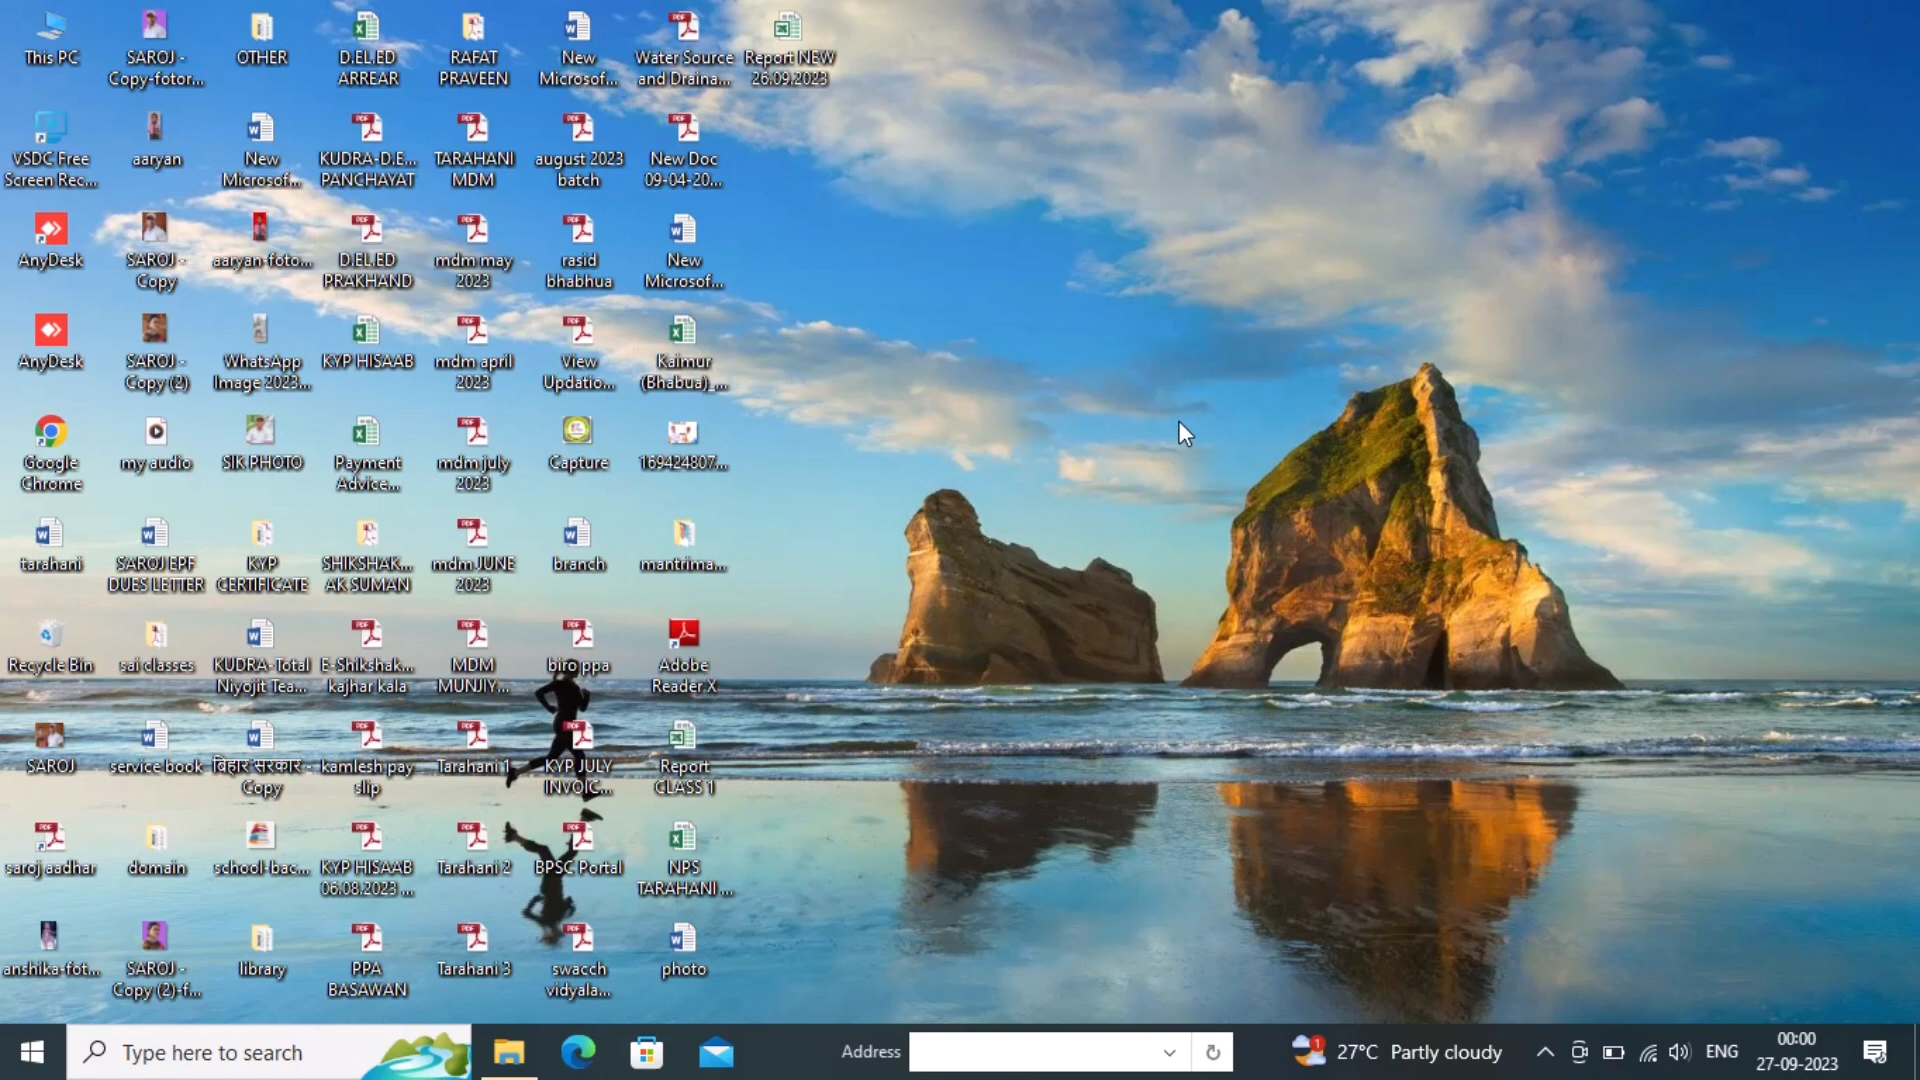 This PC
SAROJ -
Copy-fotor...
OTHER
D.EL.ED
ARREAR
RAFAT
PRAVEEN
New
Microsof...
Water Source
and Draina...
Report NEW
26.09.2023
VSDC Free
Screen Rec...
aaryan
New
Microsof...
KUDRA-D.E...
PANCHAYAT
TARAHANI
MDM
august 2023
batch
New Doc
09-04-20...
AnyDesk
SAROJ -
Copy
aaryan-foto...
D.EL.ED
PRAKHAND
mdm may
2023
rasid
bhabhua
New
Microsof...
AnyDesk
SAROJ -
Copy (2)
WhatsApp
Image 2023...
KYP HISAAB
mdm april
2023
View
Updatio...
Kaimur
(Bhabua)_...
Google
Chrome
my audio
SIK PHOTO
Payment
Advice...
mdm july
2023
Capture
169424807...
tarahani
SAROJ EPF
DUES LETTER
KYP
CERTIFICATE
SHIKSHAK...
AK SUMAN
mdm JUNE
2023
branch
mantrima...
Recycle Bin
sai classes
KUDRA-Total
Niyojit Tea...
E-Shikshak...
kajhar kala
MDM
MUNJIY...
biro ppa
Adobe
Reader X
SAROJ
service book
बिहार सरकार -
Copy
kamlesh pay
slip
Tarahani 1
KYP JULY
INVOIC...
Report
CLASS 1
saroj aadhar
domain
school-bac...
KYP HISAAB
06.08.2023 ...
Tarahani 2
BPSC Portal
NPS
TARAHANI ...
anshika-fot...
SAROJ -
Copy (2)-f...
library
PPA
BASAWAN
Tarahani 3
swacch
vidyala...
photo
Type here to search
Address
1
27°C Partly cloudy
ENG
00:00
27-09-2023